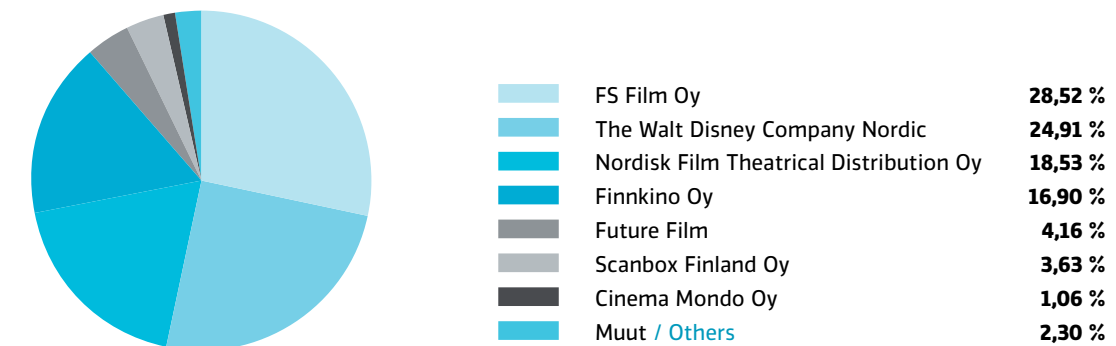 FS Film Oy 28,52 %
The Walt Disney Company Nordic 24,91 %
Nordisk Film Theatrical Distribution Oy 18,53 %
Finnkino Oy 16,90 %
Future Film 4,16 %
Scanbox Finland Oy 3,63 %
Cinema Mondo Oy 1,06 %
Muut / Others 2,30 %